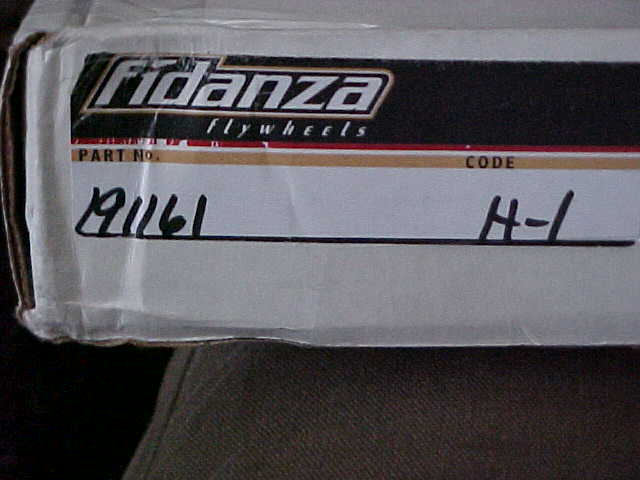 fidanza
flywheels
PART No. CODE
191161 H-1